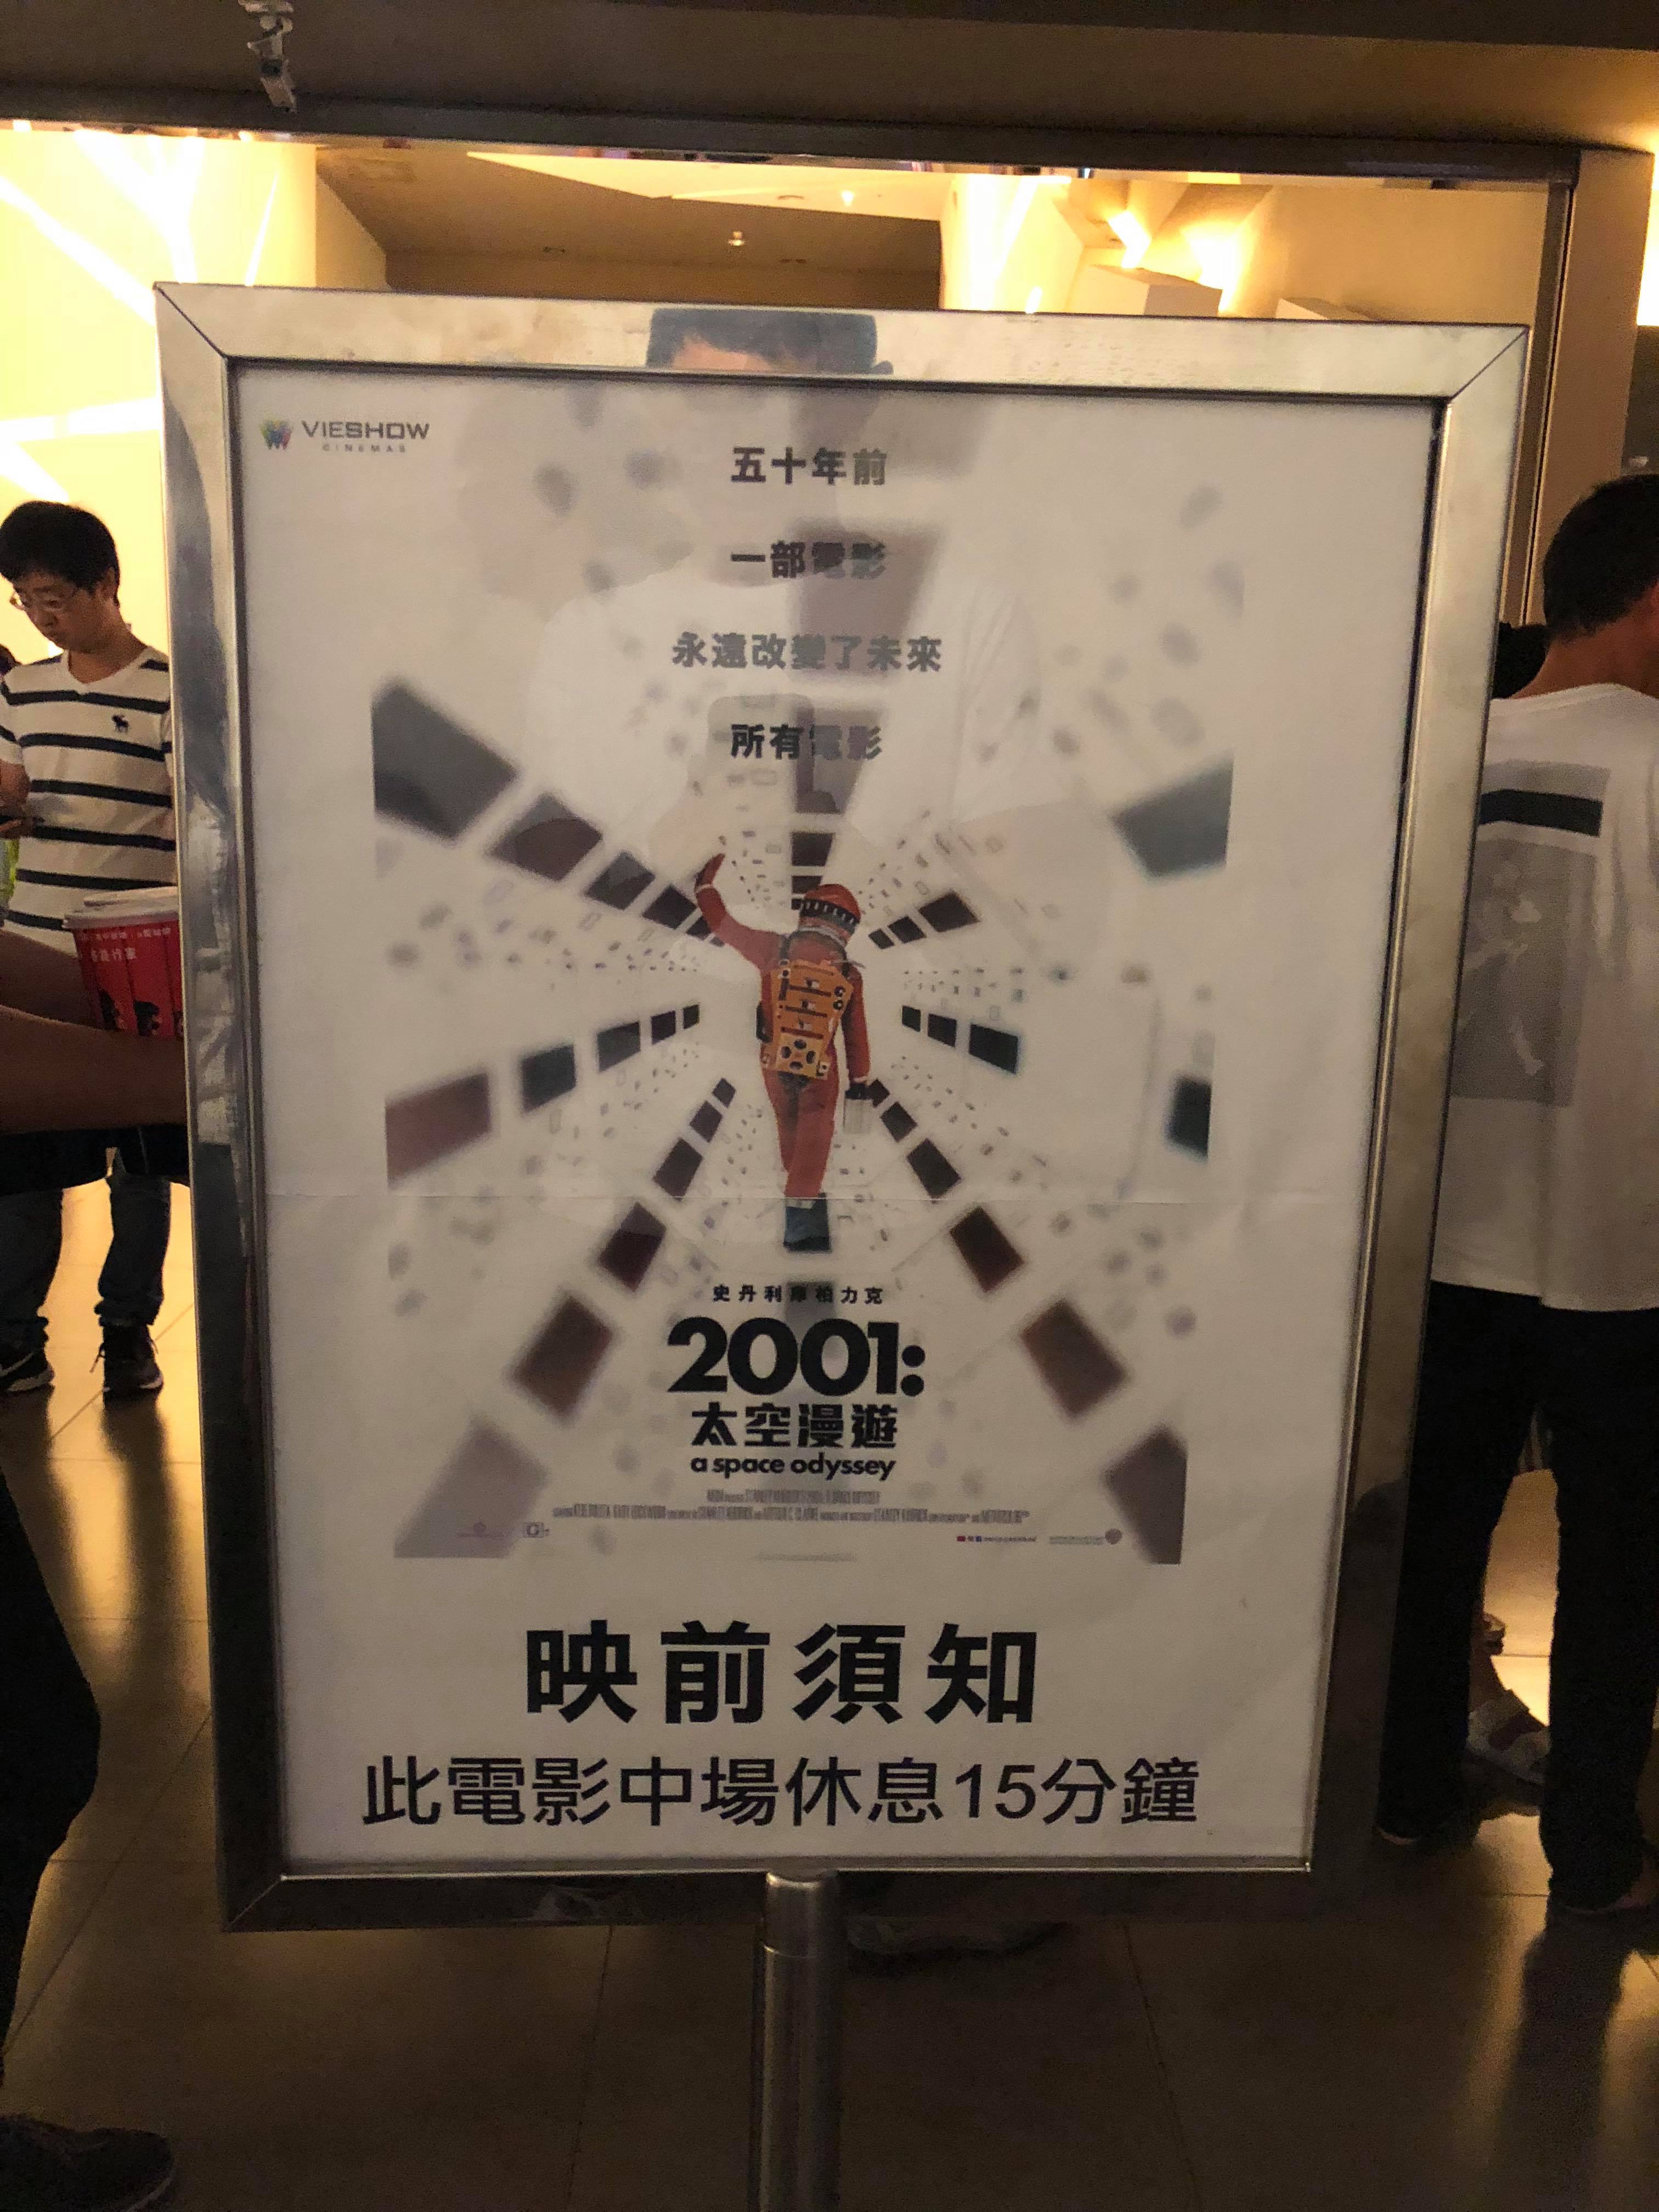 VIESHOW
CINEMAS
五十年前
一部電影
永遠改變了未來
所有電影
史丹利庫柏力克
2001:
太空漫遊
a space odyssey
映前須知
此電影中場休息15分鐘